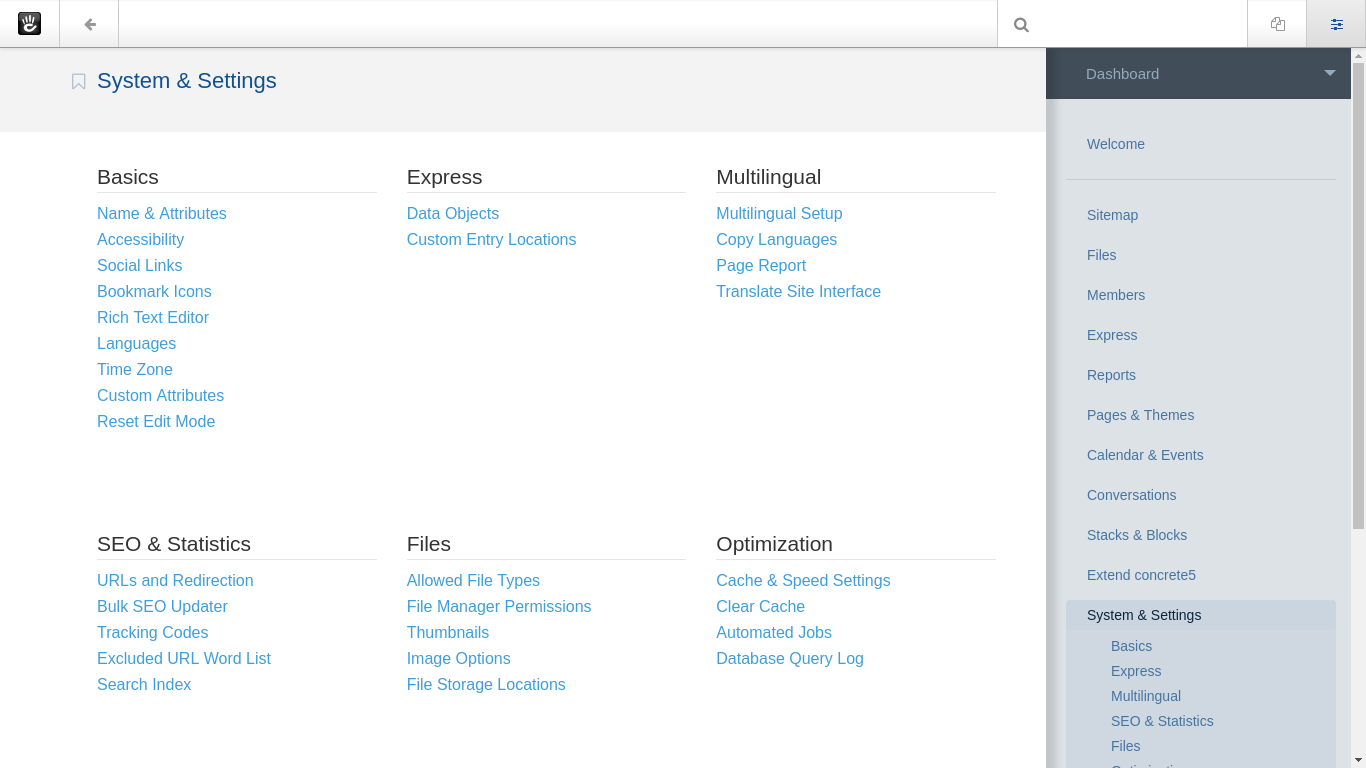 System & Settings
Basics
Name & Attributes
Accessibility
Social Links
Bookmark Icons
Rich Text Editor
Languages
Time Zone
Custom Attributes
Reset Edit Mode
Express
Data Objects
Custom Entry Locations
Multilingual
Multilingual Setup
Copy Languages
Page Report
Translate Site Interface
SEO & Statistics
URLs and Redirection
Bulk SEO Updater
Tracking Codes
Excluded URL Word List
Search Index
Files
Allowed File Types
File Manager Permissions
Thumbnails
Image Options
File Storage Locations
Optimization
Cache & Speed Settings
Clear Cache
Automated Jobs
Database Query Log
Dashboard
Welcome
Sitemap
Files
Members
Express
Reports
Pages & Themes
Calendar & Events
Conversations
Stacks & Blocks
Extend concrete5
System & Settings
Basics
Express
Multilingual
SEO & Statistics
Files